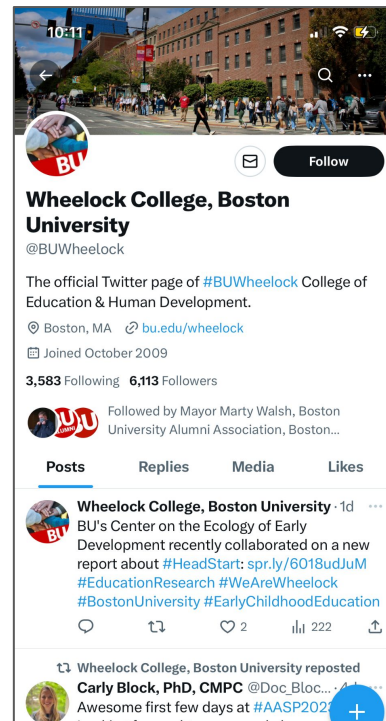 10:11
BU
Follow
Wheelock College, Boston
University
@BUWheelock
The official Twitter page of #BUWheelock College of
Education & Human Development.
Boston, MA bu.edu/wheelock
Joined October 2009
3,583 Following 6,113 Followers
Followed by Mayor Marty Walsh, Boston
University Alumni Association, Boston...
Posts Replies Media Likes
Wheelock College, Boston University · 1d
BU's Center on the Ecology of Early
Development recently collaborated on a new
report about #HeadStart: spr.ly/6018udJuM
#EducationResearch #WeAreWheelock
#BostonUniversity #EarlyChildhoodEducation
2 222
Wheelock College, Boston University reposted
Carly Block, PhD, CMPC @Doc_Bloc... · 4d
Awesome first few days at